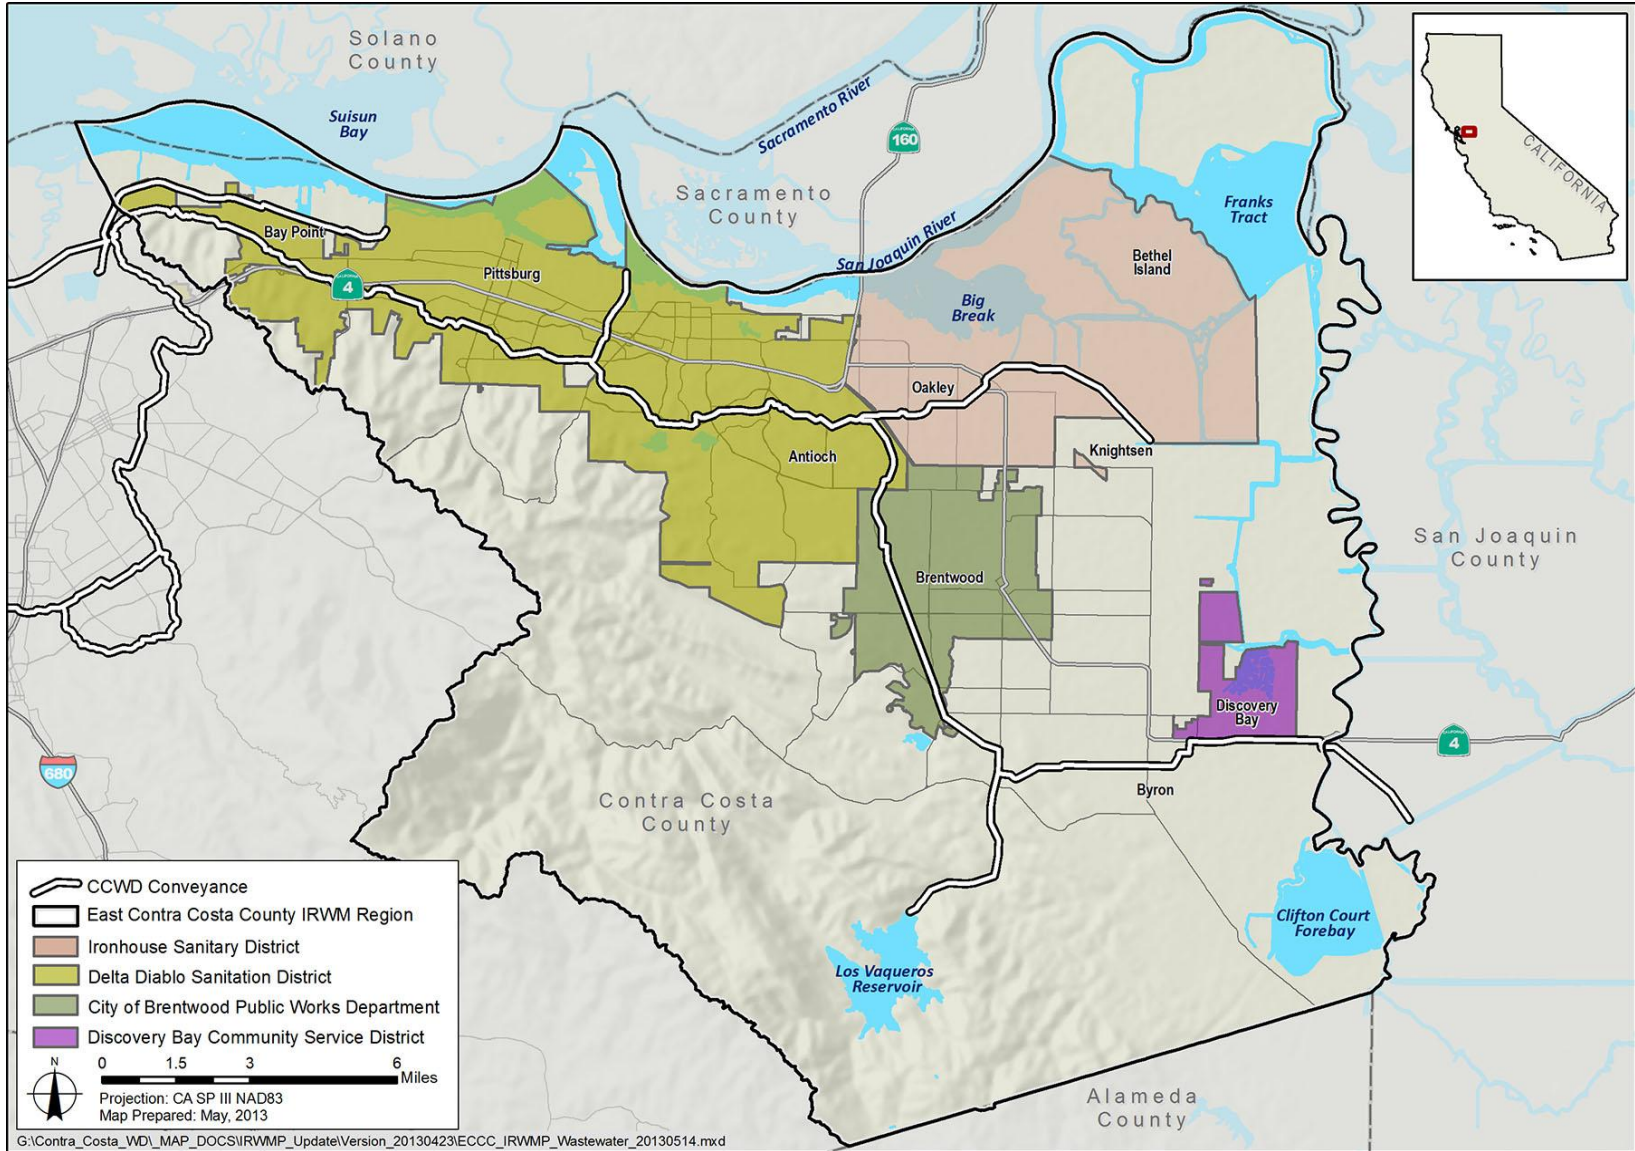 Solano
County
Suisun
Bay
Sacramento River
CALIFORNIA
160
Sacramento
County
San Joaquin River
Franks
Tract
CALIFORNIA
Bay Point
Pittsburg
CALIFORNIA
4
Bethel
Island
Big
Break
Oakley
Antioch
Knightsen
San Joaquin
County
Brentwood
Discovery
Bay
CALIFORNIA
4
INTERSTATE
680
Contra Costa
County
Byron
Clifton Court
Forebay
Los Vaqueros
Reservoir
Alameda
County
CCWD Conveyance
East Contra Costa County IRWM Region
Ironhouse Sanitary District
Delta Diablo Sanitation District
City of Brentwood Public Works Department
Discovery Bay Community Service District
N
0 1.5 3 6
Miles
Projection: CA SP III NAD83
Map Prepared: May, 2013
G:\Contra_Costa_WD\_MAP_DOCS\IRWMP_Update\Version_20130423\ECCC_IRWMP_Wastewater_20130514.mxd